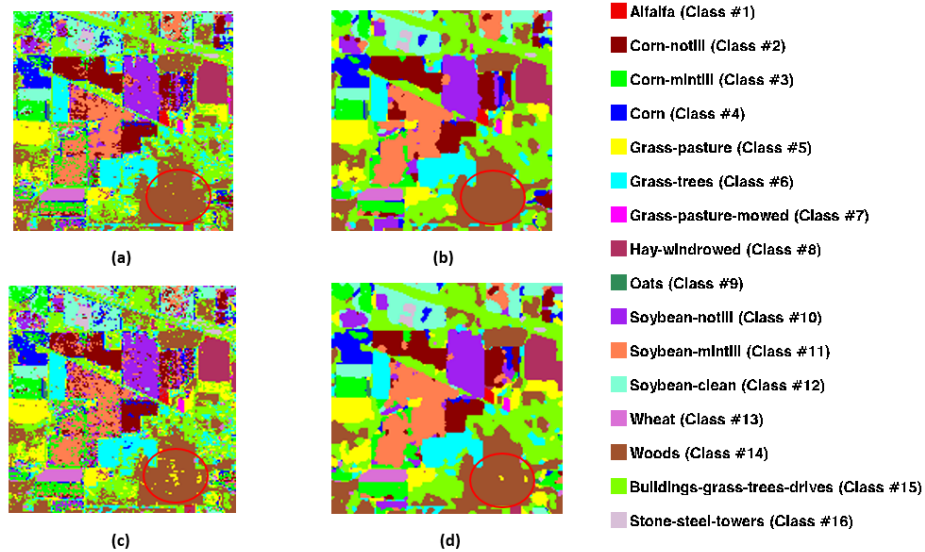 (a)
(b)
(c)
(d)
Alfalfa (Class #1)
Corn-notill (Class #2)
Corn-mintill (Class #3)
Corn (Class #4)
Grass-pasture (Class #5)
Grass-trees (Class #6)
Grass-pasture-mowed (Class #7)
Hay-windrowed (Class #8)
Oats (Class #9)
Soybean-notill (Class #10)
Soybean-mintill (Class #11)
Soybean-clean (Class #12)
Wheat (Class #13)
Woods (Class #14)
Buildings-grass-trees-drives (Class #15)
Stone-steel-towers (Class #16)